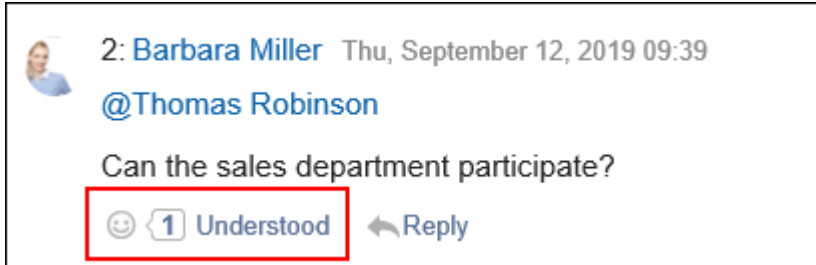 2: Barbara Miller Thu, September 12, 2019 09:39
@Thomas Robinson
Can the sales department participate?
1 Understood Reply